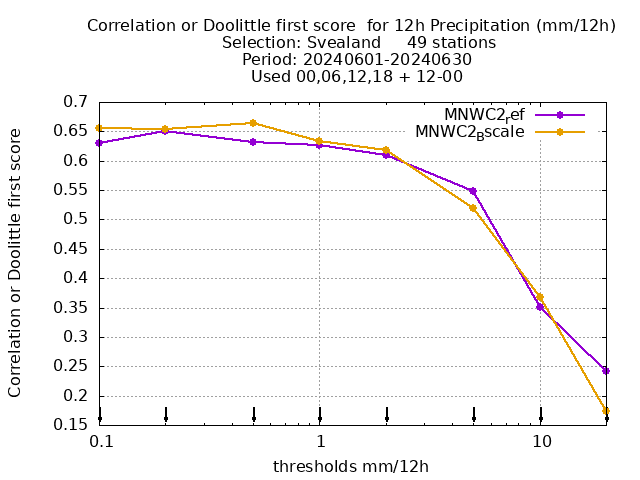 Correlation or Doolittle first score  for 12h Precipitation (mm/12h)
Selection: Svealand     49 stations
Period: 20240601-20240630
Used 00,06,12,18 + 12-00
MNWC2ref
MNWC2Bscale
Correlation or Doolittle first score
0.7
0.65
0.6
0.55
0.5
0.45
0.4
0.35
0.3
0.25
0.2
0.15
0.1 1 10
thresholds mm/12h